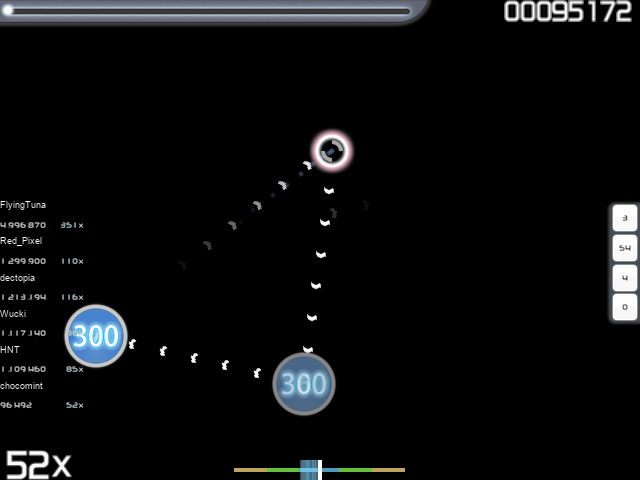 00095172
FlyingTuna
4,996,870 351x
Red_Pixel
1,299,900 110x
dectopia
1,213,194 116x
Wucki
1,117,140
HNT
1,109,460 85x
chocomint
96,492 52x
3
54
4
0
300
300
52x